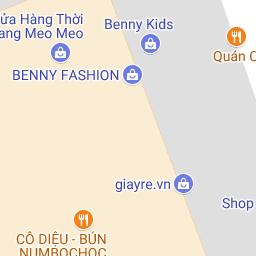 ửa Hàng Thời
ang Meo Meo
Benny Kids
Quán C
BENNY FASHION
giayre.vn
Shop
CÔ DIỆU - BÚN
NUMBOCHOC